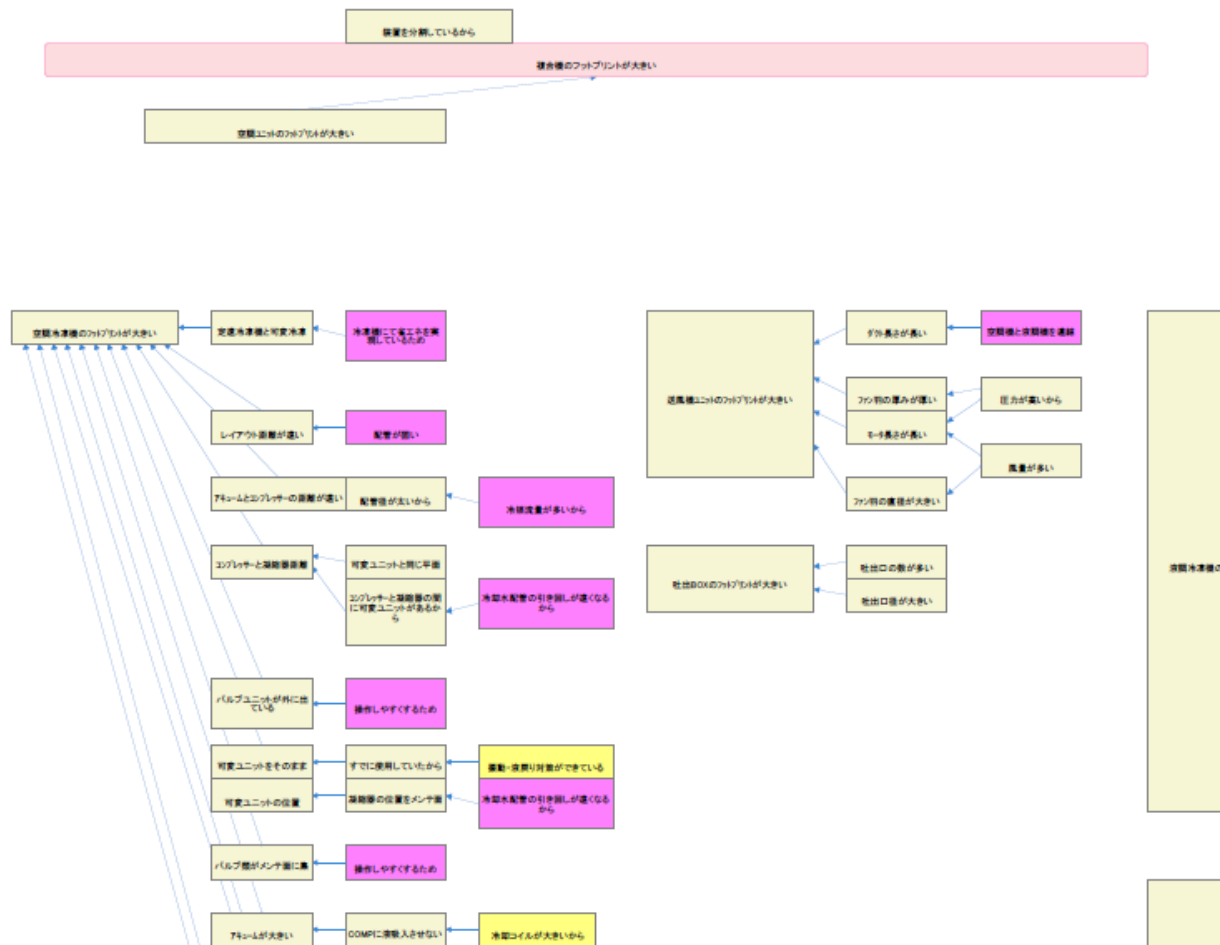 装置を分割しているから
複合機のフットプリントが大きい
空間ユニットのフットプリントが大きい
空間冷凍機のフットプリントが大きい
定速冷凍機と可変冷凍
冷凍機にて省エネを実
現しているため
レイアウト距離が遠い
配管が固い
アキュームとコンプレッサーの距離が遠い
配管径が太いから
冷媒流量が多いから
コンプレッサーと凝縮器距離
可変ユニットと同じ平面
コンプレッサーと凝縮器の間
に可変ユニットがあるか
ら
冷却水配管の引き回しが遠くなる
から
バルブユニットが外に出
ている
操作しやすくするため
可変ユニットをそのまま
すでに使用していたから
振動・液戻り対策ができている
可変ユニットの位置
凝縮器の位置をメンテ面
冷却水配管の引き回しが遠くなる
から
バルブ類がメンテ面に集
操作しやすくするため
アキュームが大きい
COMPに液吸入させない
冷却コイルが大きいから
送風機ユニットのフットプリントが大きい
ダクト長さが長い
空間機と液間機を連結
ファン羽の厚みが厚い
圧力が高いから
モータ長さが長い
風量が多い
ファン羽の直径が大きい
吐出BOXのフットプリントが大きい
吐出口の数が多い
吐出口径が大きい
液間冷凍機の